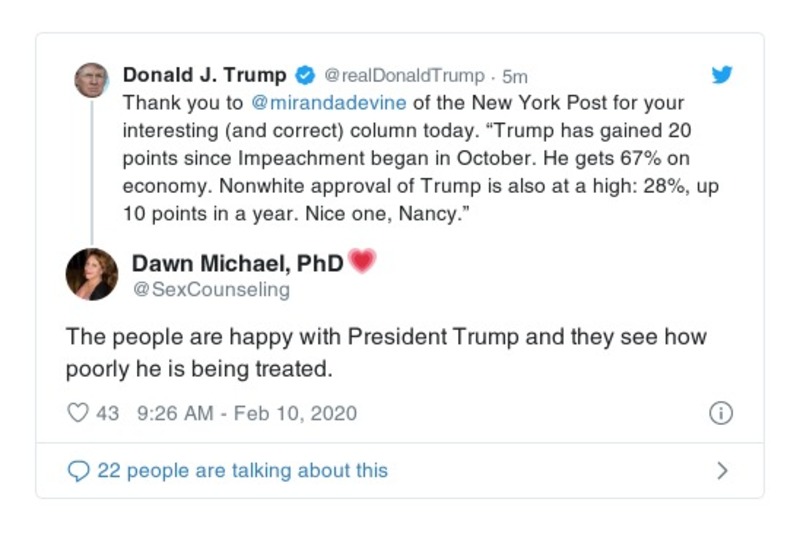 Donald J. Trump @realDonaldTrump · 5m
Thank you to @mirandadevine of the New York Post for your
interesting (and correct) column today. “Trump has gained 20
points since Impeachment began in October. He gets 67% on
economy. Nonwhite approval of Trump is also at a high: 28%, up
10 points in a year. Nice one, Nancy.”
Dawn Michael, PhD💗
@SexCounseling
The people are happy with President Trump and they see how
poorly he is being treated.
43 9:26 AM - Feb 10, 2020
22 people are talking about this